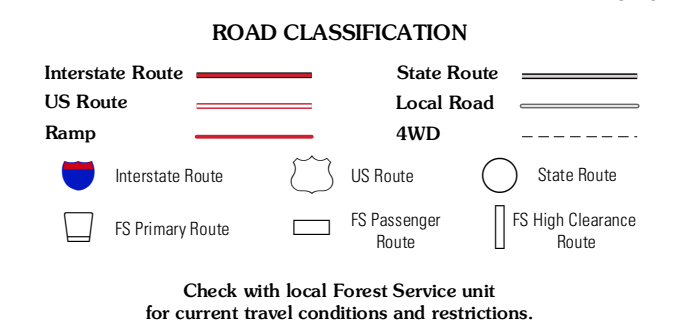 ROAD CLASSIFICATION
Interstate Route
State Route
US Route
Local Road
Ramp
4WD
Interstate Route
US Route
State Route
FS Primary Route
FS Passenger
Route
FS High Clearance
Route
Check with local Forest Service unit
for current travel conditions and restrictions.